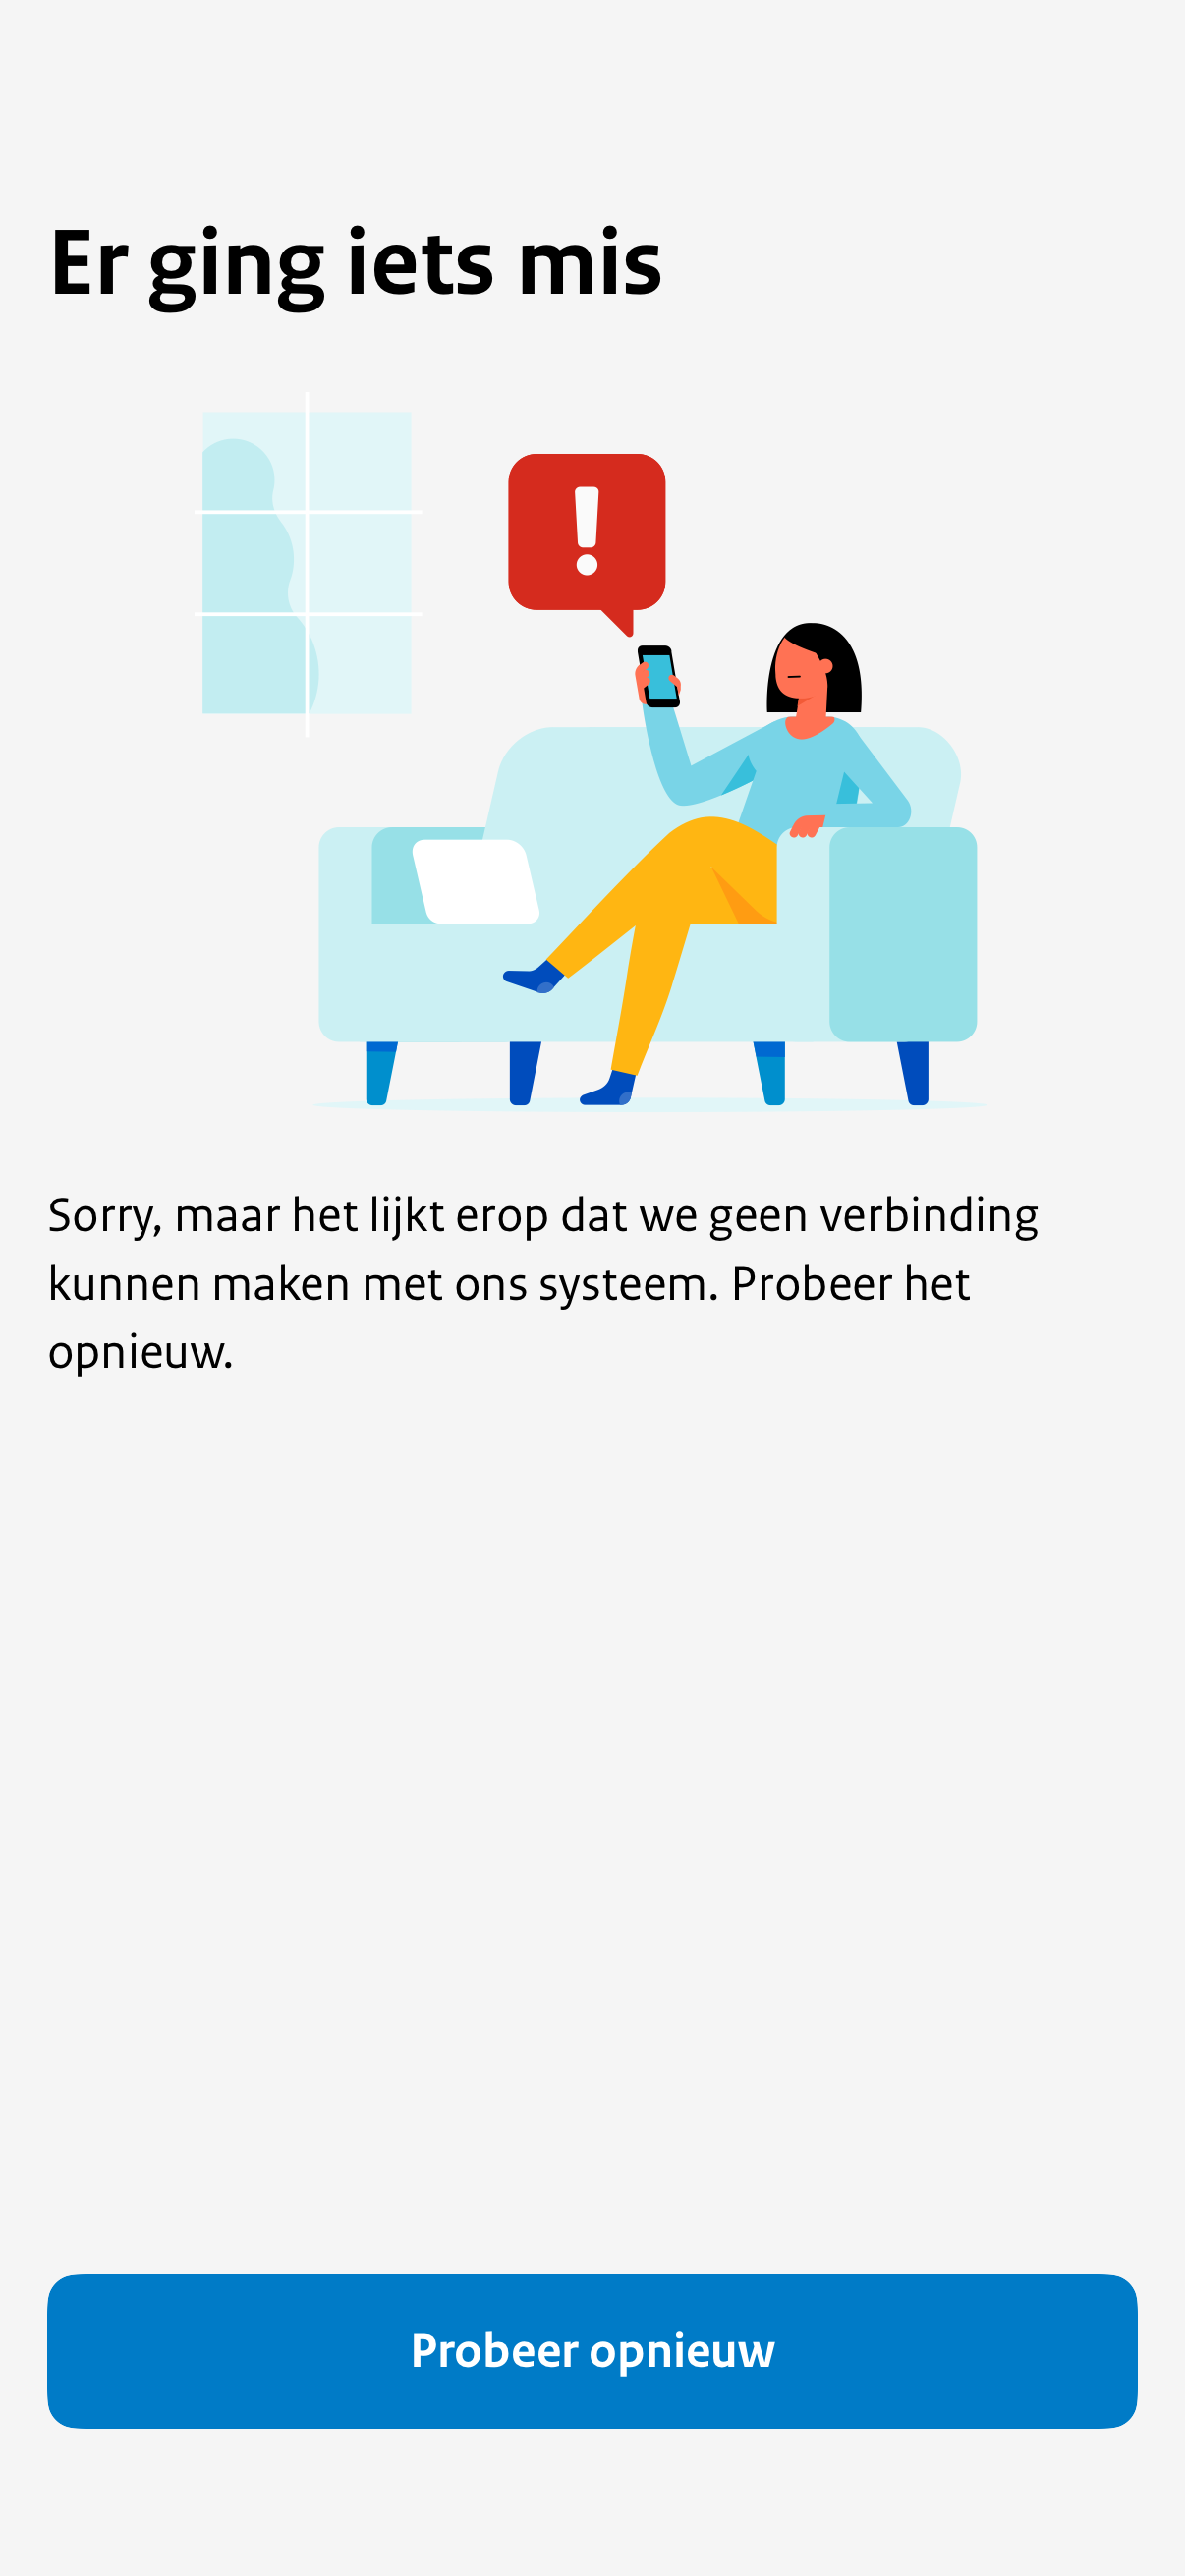 Er ging iets mis
Sorry, maar het lijkt erop dat we geen verbinding
kunnen maken met ons systeem. Probeer het
opnieuw.
Probeer opnieuw